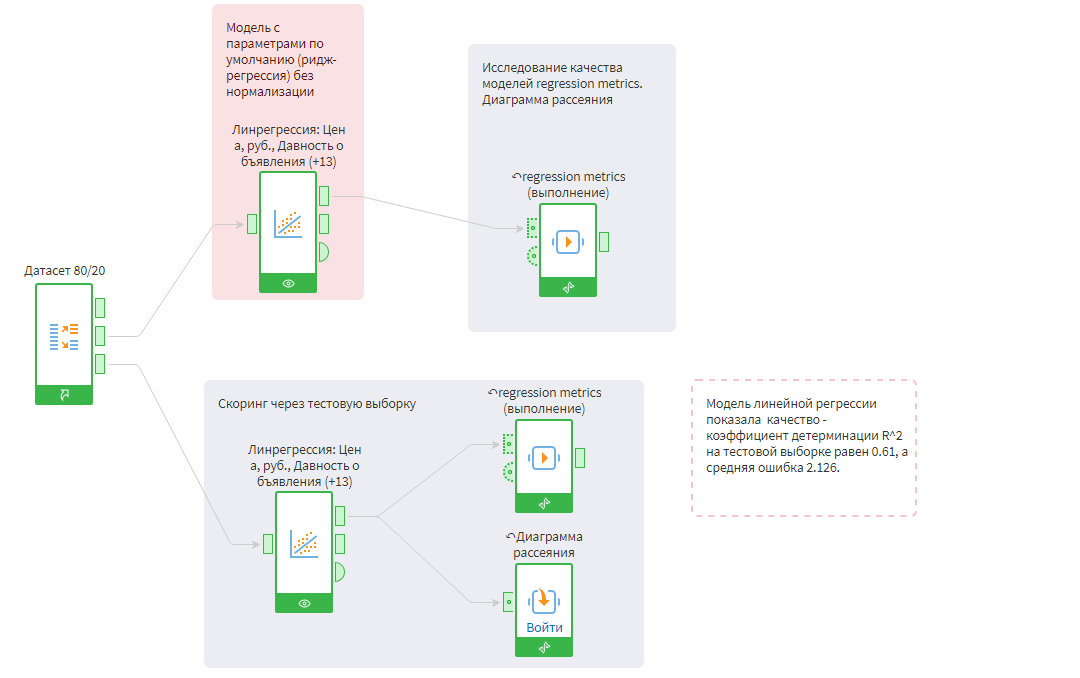 Модель с
параметрами по
умолчанию (ридж-
регрессия) без
нормализации
Линрегрессия: Цен
а, руб., Давность о
бъявления (+13)
Исследование качества
моделей regression metrics.
Диаграмма рассеяния
regression metrics
(выполнение)
Датасет 80/20
Скоринг через тестовую выборку
Линрегрессия: Цен
а, руб., Давность о
бъявления (+13)
regression metrics
(выполнение)
Диаграмма
рассеяния
Войти
Модель линейной регрессии
показала  качество -
коэффициент детерминации R^2
на тестовой выборке равен 0.61, а
средняя ошибка 2.126.